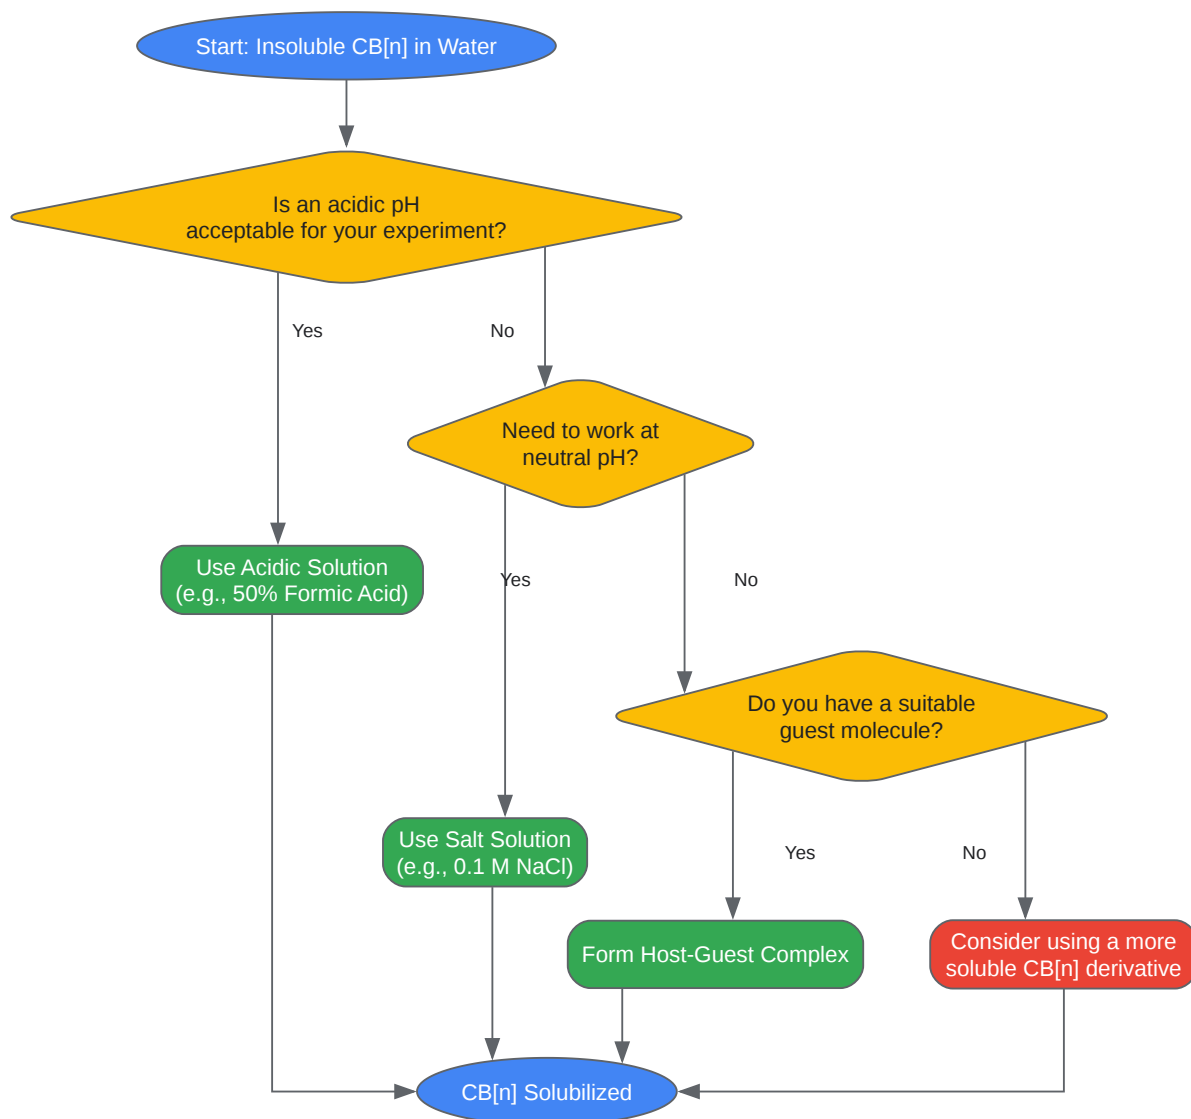 Start: Insoluble CB[n] in Water
Is an acidic pH
acceptable for your experiment?
Yes
No
Need to work at
neutral pH?
Use Acidic Solution
(e.g., 50% Formic Acid)
Yes
No
Do you have a suitable
guest molecule?
Use Salt Solution
(e.g., 0.1 M NaCl)
Yes
No
Form Host-Guest Complex
Consider using a more
soluble CB[n] derivative
CB[n] Solubilized